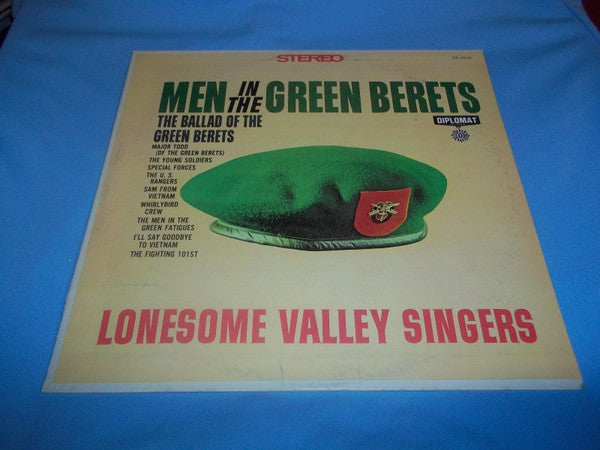 STEREO
MEN IN THE GREEN BERETS
DIPLOMAT
THE BALLAD OF THE
GREEN BERETS
MAJOR TODD
(OF THE GREEN BERETS)
THE YOUNG SOLDIERS
SPECIAL FORCES
THE U. S.
RANGERS
SAM FROM
VIETNAM
WHIRLYBIRD
CREW
THE MEN IN THE
GREEN FATIGUES
I'LL SAY GOODBYE
TO VIETNAM
THE FIGHTING 101ST
LONESOME VALLEY SINGERS